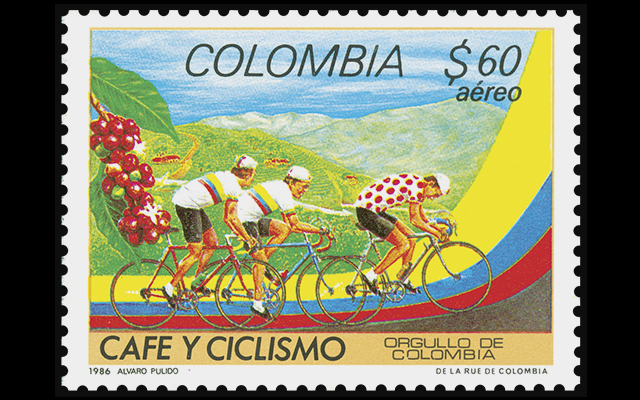 COLOMBIA $60
aéreo
CAFE Y CICLISMO
ORGULLO DE
COLOMBIA
1986 ALVARO PULIDO
DE LA RUE DE COLOMBIA